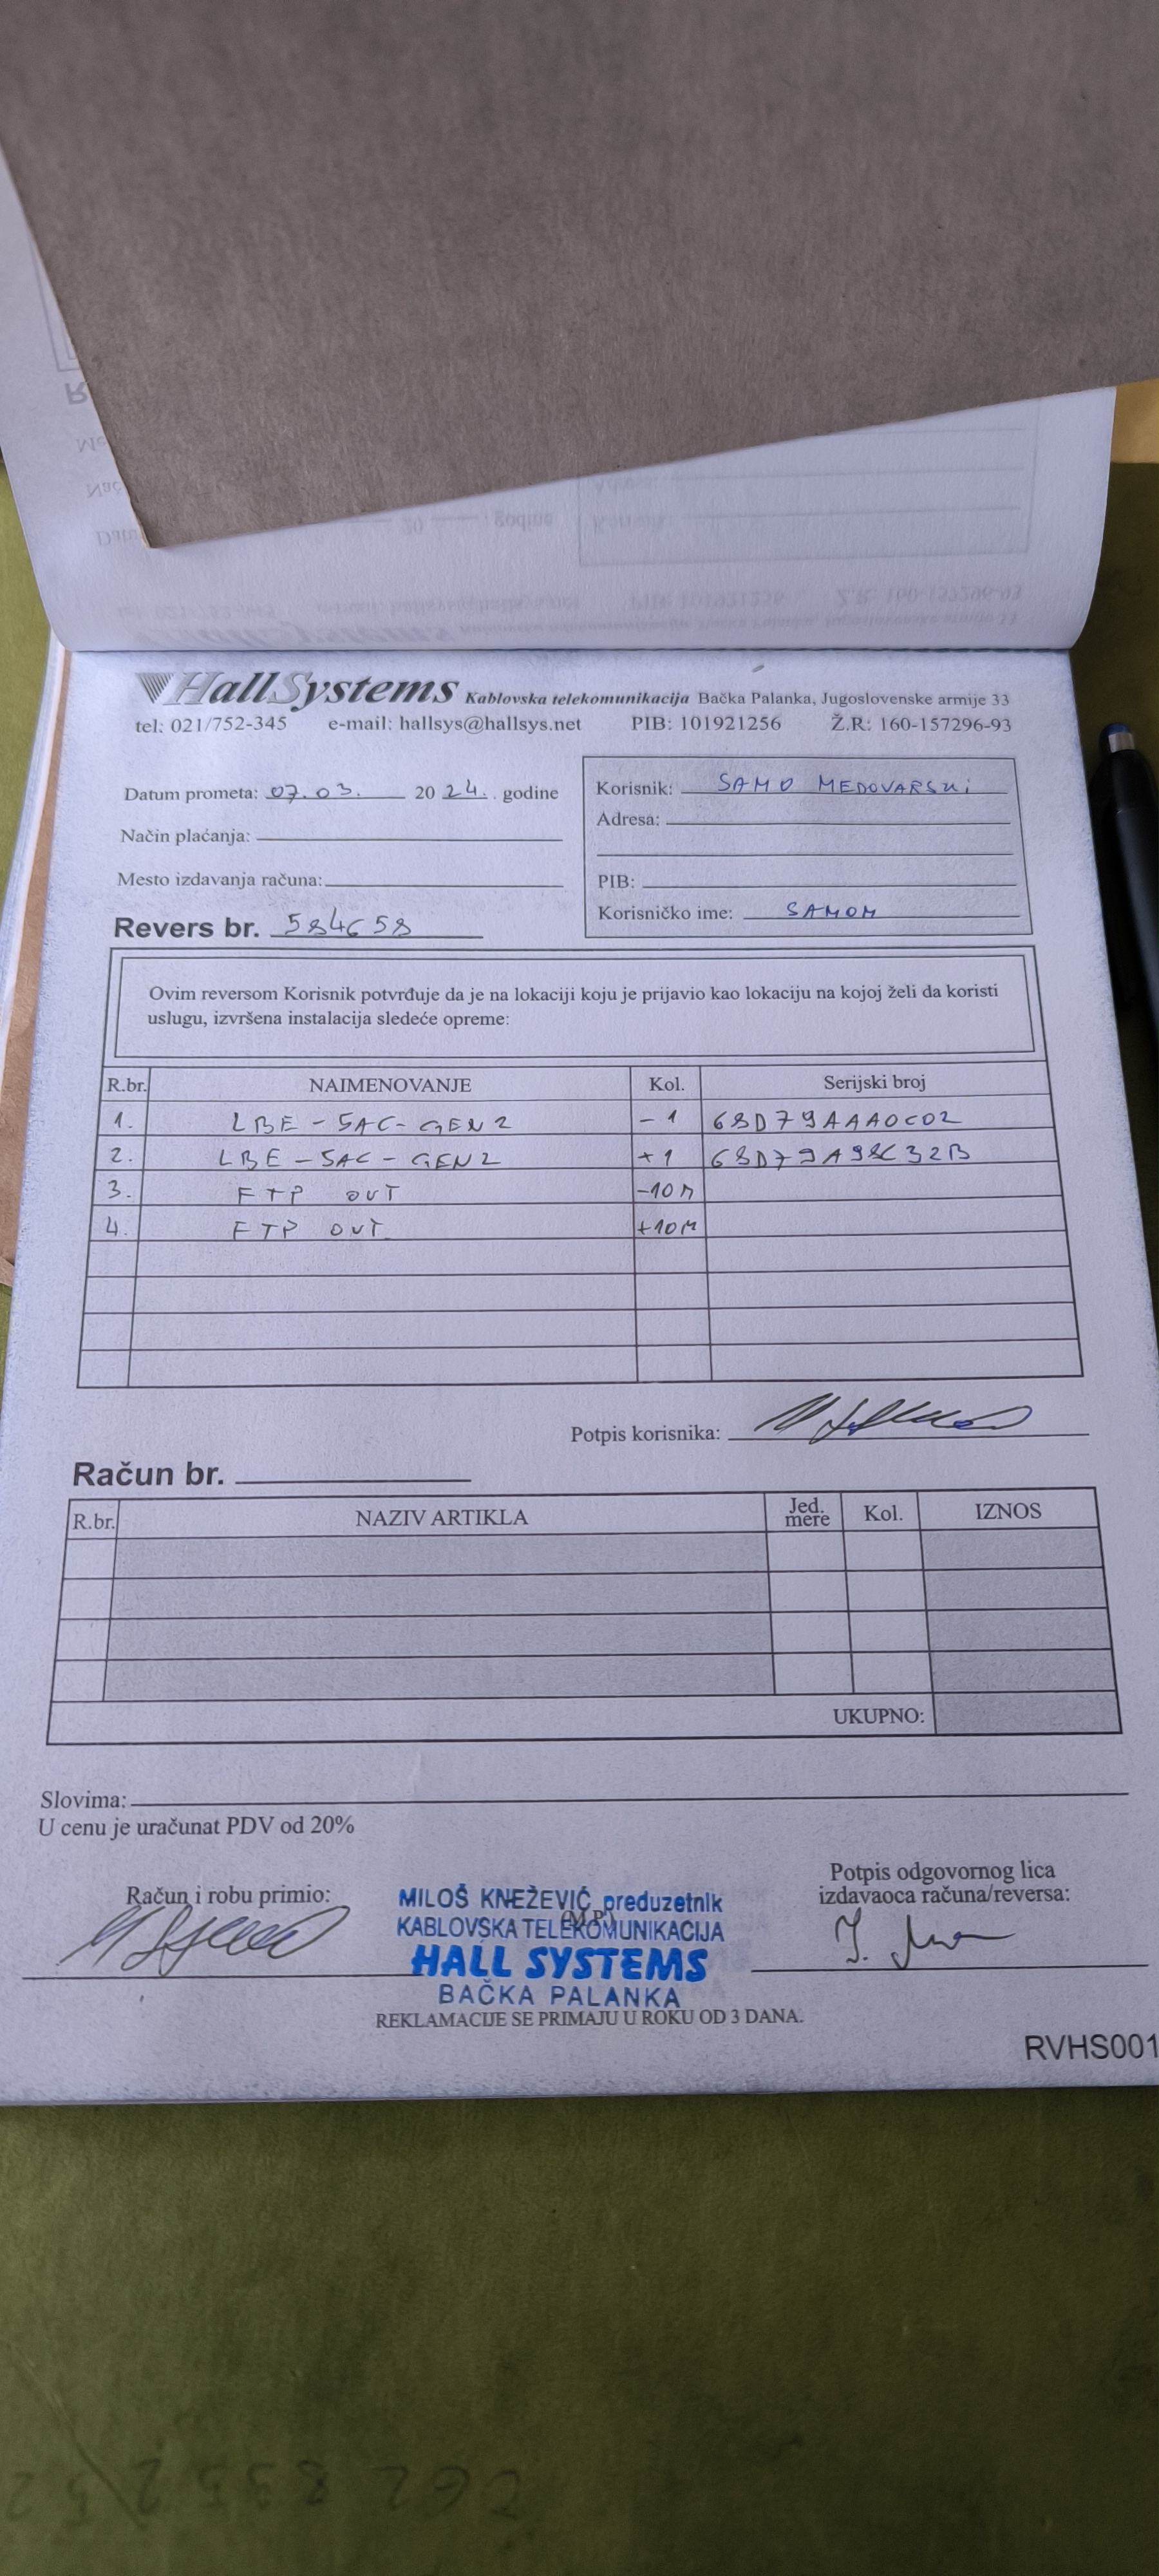 HallSystems Kablovska telekomunikacija Bačka Palanka, Jugoslovenske armije 33
tel: 021/752-345 e-mail: hallsys@hallsys.net PIB: 101921256 Ž.R: 160-157296-93
Datum prometa: 07.03. 2024. godine
Način plaćanja:
Mesto izdavanja računa:
Revers br. 584658
Korisnik: SAMO MEDOVARSKI
Adresa:
PIB:
Korisničko ime: SAMOM
Ovim reversom Korisnik potvrđuje da je na lokaciji koju je prijavio kao lokaciju na kojoj želi da koristi
uslugu, izvršena instalacija sledeće opreme:
R.br. NAIMENOVANJE Kol. Serijski broj
1. LBE-5AC-GEN2 -1 68D79AAA0C02
2. LBE-5AC-GEN2 +1 68D79A98C32B
3. FTP OUT -10M
4. FTP OUT +10M
Potpis korisnika:
Račun br.
R.br. NAZIV ARTIKLA Jed. mere Kol. IZNOS
UKUPNO:
Slovima:
U cenu je uračunat PDV od 20%
Račun i robu primio:
MILOŠ KNEŽEVIĆ preduzetnik
(M.P.)
KABLOVSKA TELEKOMUNIKACIJA
HALL SYSTEMS
BAČKA PALANKA
Potpis odgovornog lica
izdavaoca računa/reversa:
REKLAMACIJE SE PRIMAJU U ROKU OD 3 DANA.
RVHS001